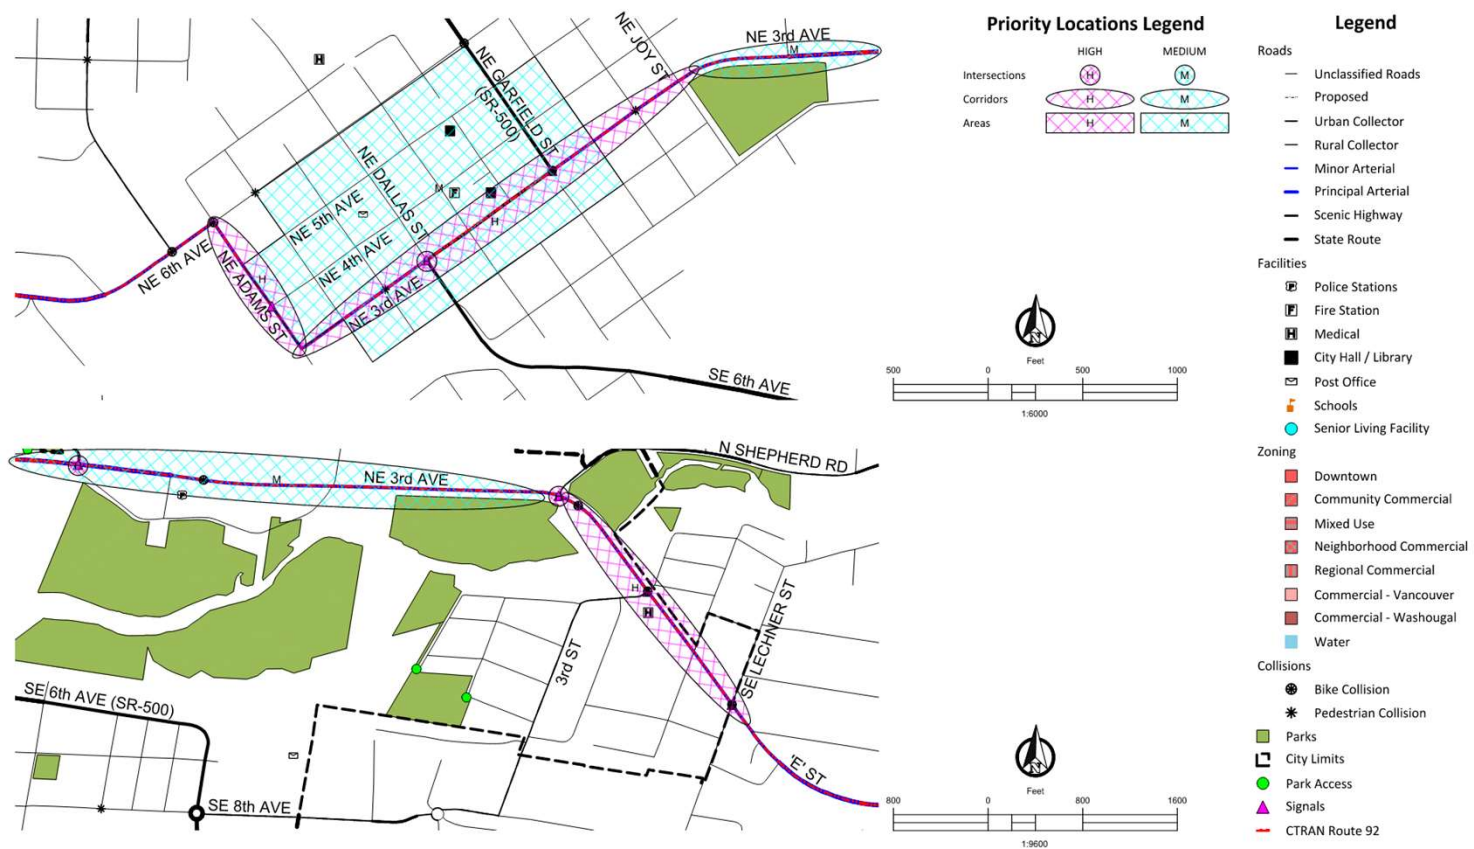 NE 3rd AVE
M
NE JOY ST
NE GARFIELD ST
(SR-500)
H
NE DALLAS ST
M
F
H
NE 5th AVE
NE 4th AVE
NE 3rd AVE
NE 6th AVE
NE ADAMS ST
H
SE 6th AVE
N SHEPHERD RD
NE 3rd AVE
M
H
H
SE LECHNER ST
3rd ST
SE 6th AVE (SR-500)
SE 8th AVE
'E' ST
Priority Locations Legend
HIGH MEDIUM
Intersections H M
Corridors H M
Areas H M
N
Feet
500 0 500 1000
1:6000
N
Feet
800 0 800 1600
1:9600
Legend
Roads
Unclassified Roads
Proposed
Urban Collector
Rural Collector
Minor Arterial
Principal Arterial
Scenic Highway
State Route
Facilities
P Police Stations
F Fire Station
H Medical
City Hall / Library
Post Office
Schools
Senior Living Facility
Zoning
Downtown
Community Commercial
Mixed Use
Neighborhood Commercial
Regional Commercial
Commercial - Vancouver
Commercial - Washougal
Water
Collisions
Bike Collision
Pedestrian Collision
Parks
City Limits
Park Access
Signals
CTRAN Route 92